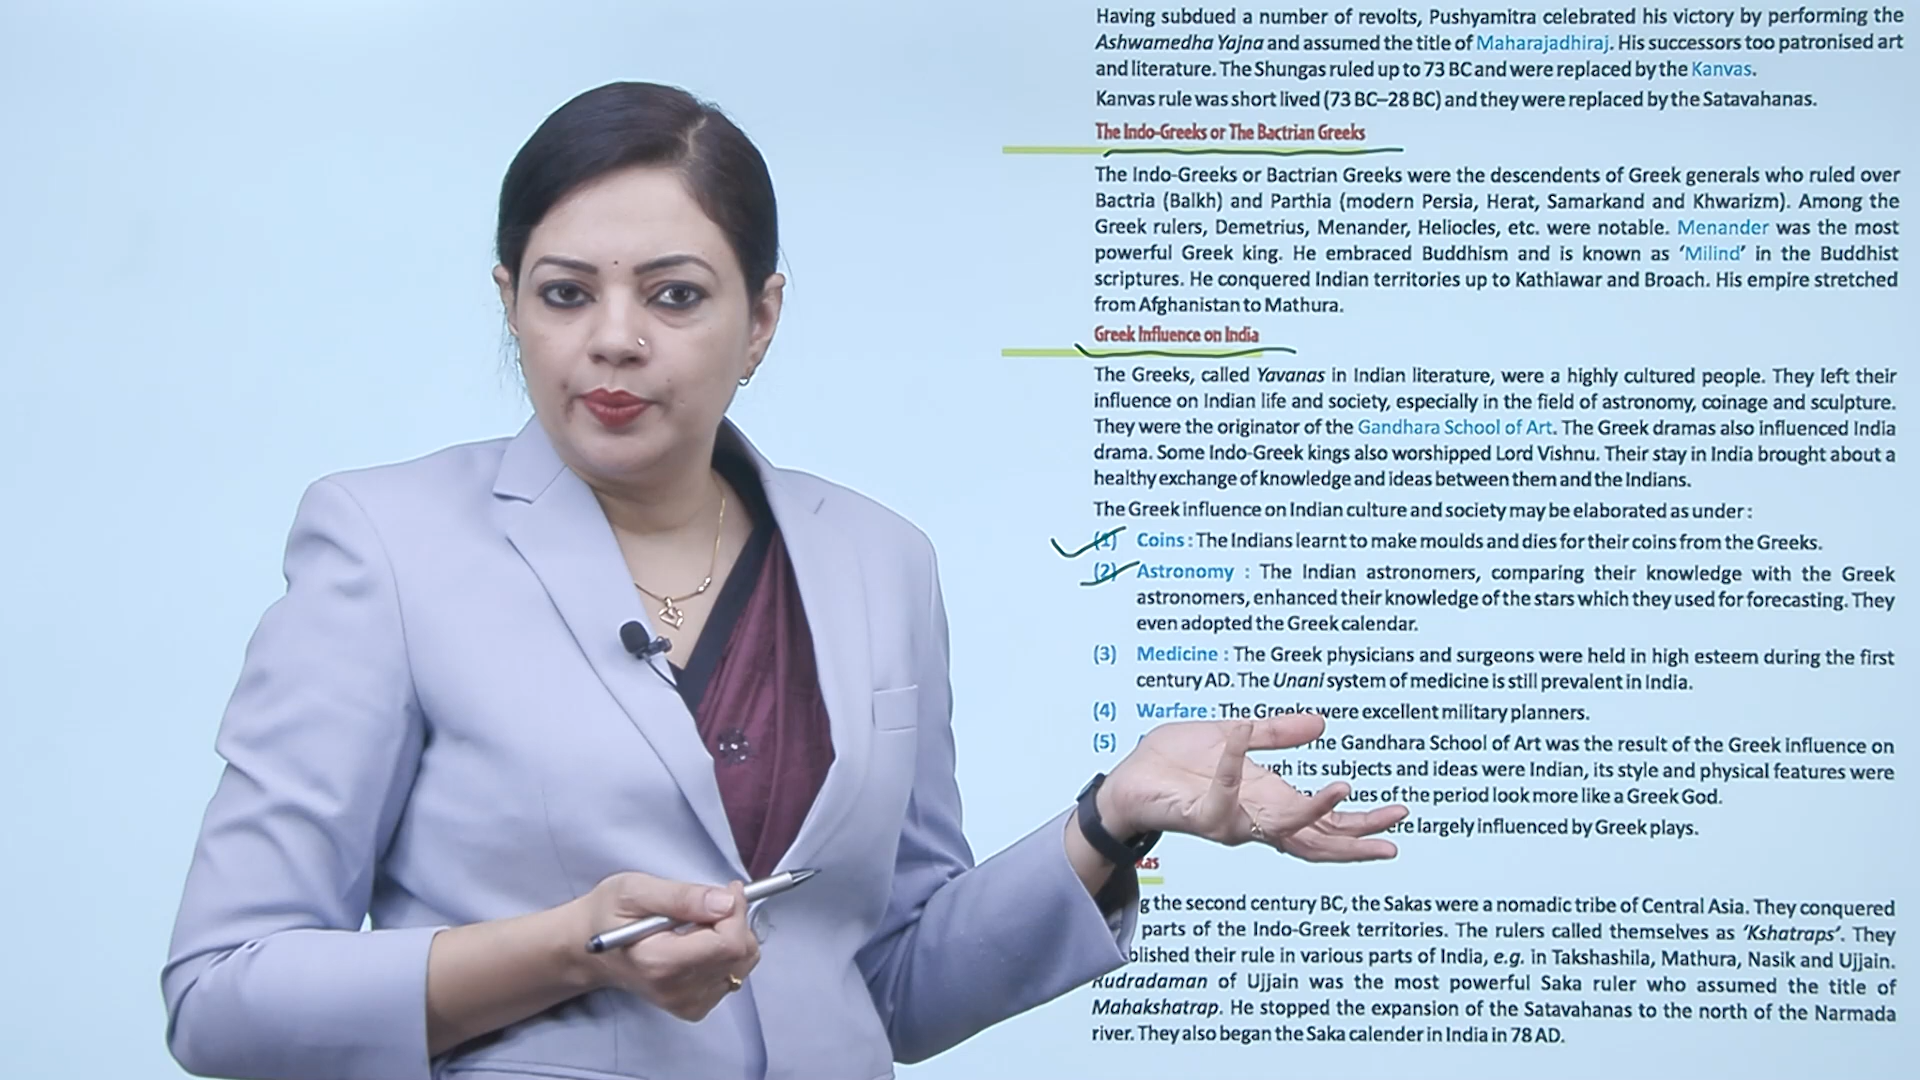 Having subdued a number of revolts, Pushyamitra celebrated his victory by performing the
Ashwamedha Yajna and assumed the title of Maharajadhiraj. His successors too patronised art
and literature. The Shungas ruled up to 73 BC and were replaced by the Kanvas.
Kanvas rule was short lived (73 BC–28 BC) and they were replaced by the Satavahanas.
The Indo-Greeks or The Bactrian Greeks
The Indo-Greeks or Bactrian Greeks were the descendents of Greek generals who ruled over
Bactria (Balkh) and Parthia (modern Persia, Herat, Samarkand and Khwarizm). Among the
Greek rulers, Demetrius, Menander, Heliocles, etc. were notable. Menander was the most
powerful Greek king. He embraced Buddhism and is known as ‘Milind’ in the Buddhist
scriptures. He conquered Indian territories up to Kathiawar and Broach. His empire stretched
from Afghanistan to Mathura.
Greek Influence on India
The Greeks, called Yavanas in Indian literature, were a highly cultured people. They left their
influence on Indian life and society, especially in the field of astronomy, coinage and sculpture.
They were the originator of the Gandhara School of Art. The Greek dramas also influenced India
drama. Some Indo-Greek kings also worshipped Lord Vishnu. Their stay in India brought about a
healthy exchange of knowledge and ideas between them and the Indians.
The Greek influence on Indian culture and society may be elaborated as under :
(1) Coins : The Indians learnt to make moulds and dies for their coins from the Greeks.
(2) Astronomy : The Indian astronomers, comparing their knowledge with the Greek
astronomers, enhanced their knowledge of the stars which they used for forecasting. They
even adopted the Greek calendar.
(3) Medicine : The Greek physicians and surgeons were held in high esteem during the first
century AD. The Unani system of medicine is still prevalent in India.
(4) Warfare : The Greeks were excellent military planners.
(5) The Gandhara School of Art was the result of the Greek influence on
its subjects and ideas were Indian, its style and physical features were
of the period look more like a Greek God.
largely influenced by Greek plays.
the second century BC, the Sakas were a nomadic tribe of Central Asia. They conquered
parts of the Indo-Greek territories. The rulers called themselves as ‘Kshatraps’. They
their rule in various parts of India, e.g. in Takshashila, Mathura, Nasik and Ujjain.
Rudradaman of Ujjain was the most powerful Saka ruler who assumed the title of
Mahakshatrap. He stopped the expansion of the Satavahanas to the north of the Narmada
river. They also began the Saka calender in India in 78 AD.